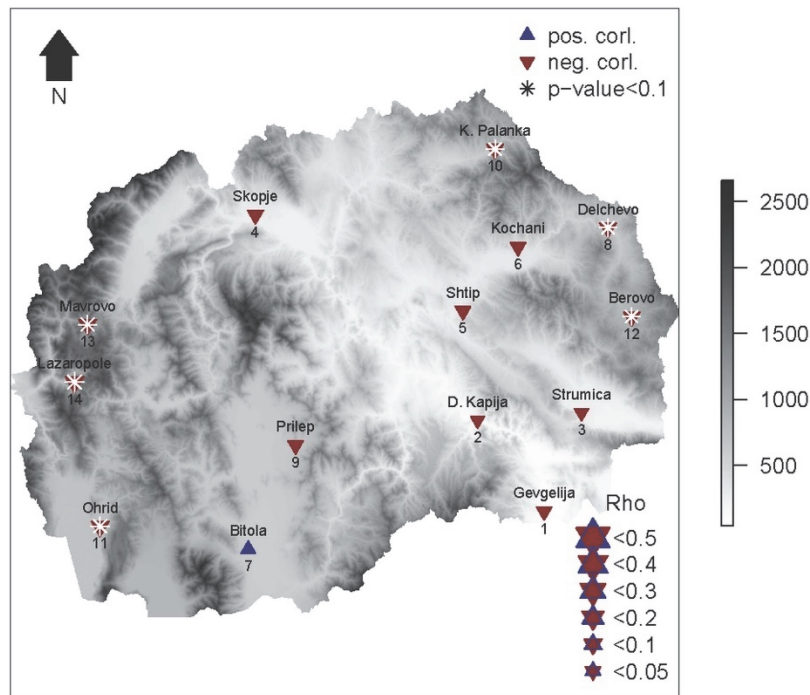 N
pos. corl.
neg. corl.
p-value<0.1
K. Palanka
10
Skopje
4
Delchevo
8
Kochani
6
Shtip
5
Berovo
12
Mavrovo
13
Lazaropole
14
D. Kapija
2
Strumica
3
Prilep
9
Gevgelija
1
Ohrid
11
Bitola
7
Rho
<0.5
<0.4
<0.3
<0.2
<0.1
<0.05
2500
2000
1500
1000
500